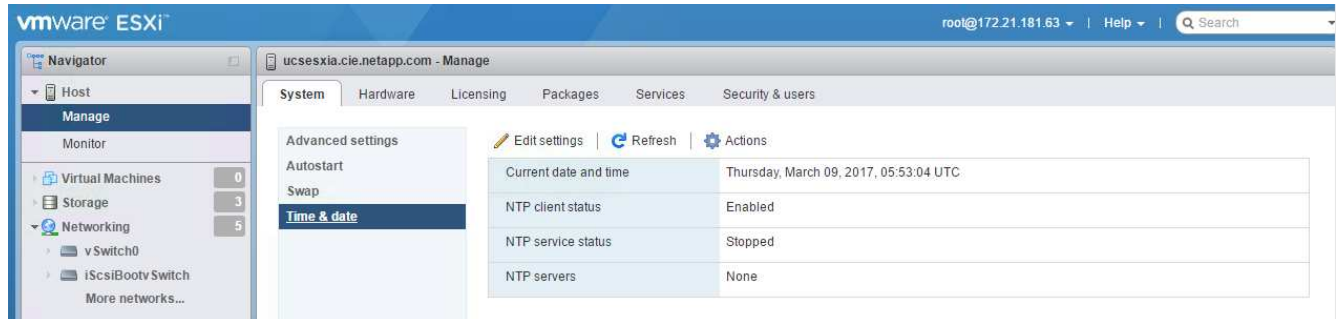 vmware ESXi™
root@172.21.181.63 | Help | Search
Navigator
ucsesxia.cie.netapp.com - Manage
Host
Manage
Monitor
Virtual Machines 0
Storage 3
Networking 5
vSwitch0
iScsiBootvSwitch
More networks...
System Hardware Licensing Packages Services Security & users
Advanced settings
Autostart
Swap
Time & date
Edit settings | Refresh | Actions
Current date and time Thursday, March 09, 2017, 05:53:04 UTC
NTP client status Enabled
NTP service status Stopped
NTP servers None